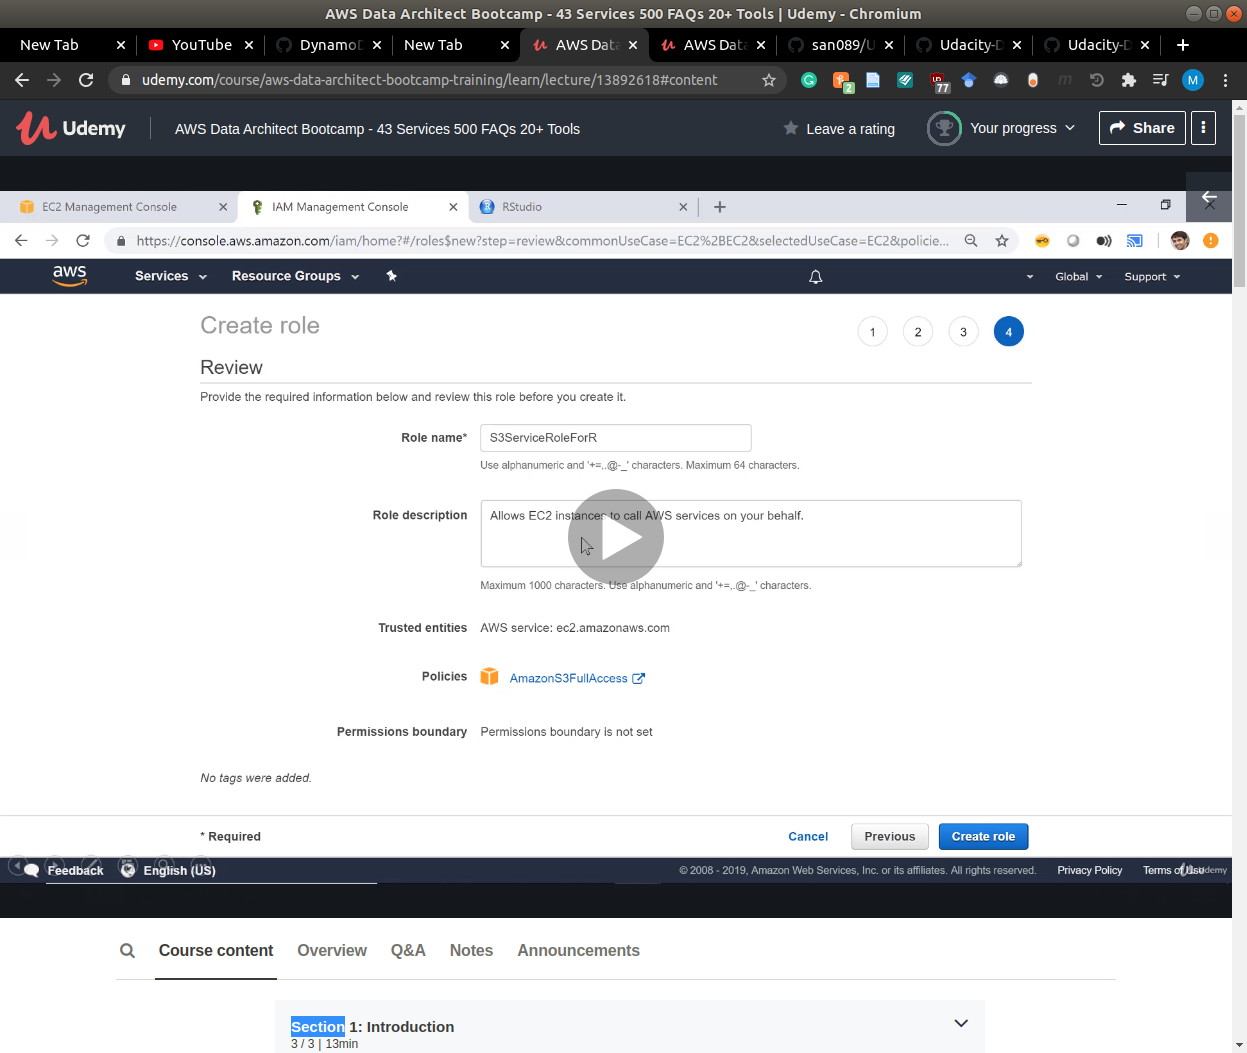 AWS Data Architect Bootcamp - 43 Services 500 FAQs 20+ Tools | Udemy - Chromium
New Tab
YouTube
DynamoD
New Tab
AWS Data
AWS Data
san089/U
Udacity-D
Udacity-D
udemy.com/course/aws-data-architect-bootcamp-training/learn/lecture/13892618#content
2
77
M
Udemy
AWS Data Architect Bootcamp - 43 Services 500 FAQs 20+ Tools
Leave a rating
Your progress
Share
EC2 Management Console
IAM Management Console
RStudio
https://console.aws.amazon.com/iam/home?#/roles$new?step=review&commonUseCase=EC2%2BEC2&selectedUseCase=EC2&policie...
aws
Services
Resource Groups
Global
Support
Create role
1
2
3
4
Review
Provide the required information below and review this role before you create it.
Role name*
S3ServiceRoleForR
Use alphanumeric and '+=,.@-_' characters. Maximum 64 characters.
Role description
Allows EC2 instances to call AWS services on your behalf.
Maximum 1000 characters. Use alphanumeric and '+=,.@-_' characters.
Trusted entities
AWS service: ec2.amazonaws.com
Policies
AmazonS3FullAccess
Permissions boundary
Permissions boundary is not set
No tags were added.
* Required
Cancel
Previous
Create role
Feedback
English (US)
© 2008 - 2019, Amazon Web Services, Inc. or its affiliates. All rights reserved.
Privacy Policy
Terms of Use
Udemy
Course content
Overview
Q&A
Notes
Announcements
Section 1: Introduction
3 / 3 | 13min